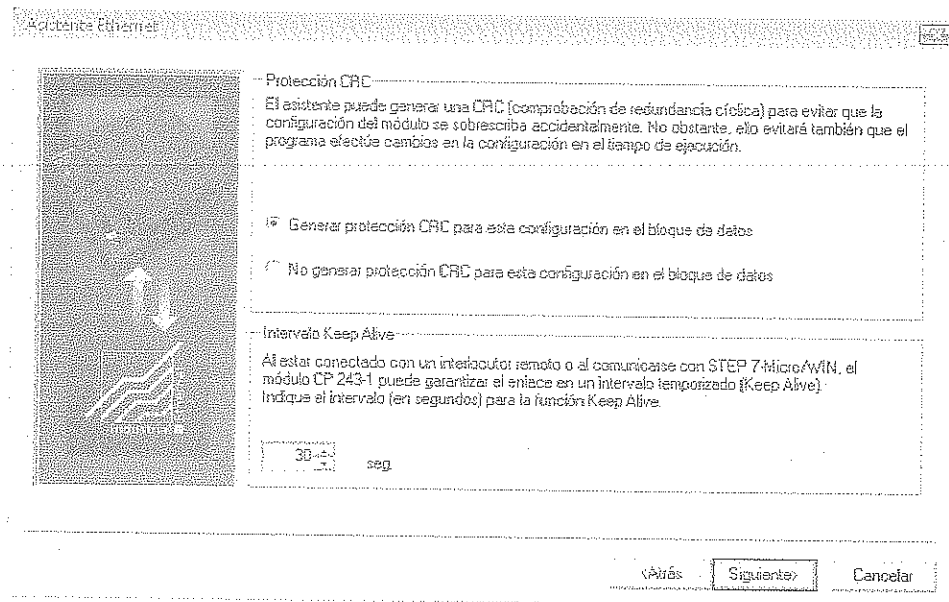 Asistente Ethernet
Protección CRC
El asistente puede generar una CRC (comprobación de redundancia cíclica) para evitar que la
configuración del módulo se sobrescriba accidentalmente. No obstante, ello evitará también que el
programa efectúe cambios en la configuración en el tiempo de ejecución.
Generar protección CRC para esta configuración en el bloque de datos
No generar protección CRC para esta configuración en el bloque de datos
Intervalo Keep Alive
Al estar conectado con un interlocutor remoto o al comunicarse con STEP 7-Micro/WIN, el
módulo CP 243-1 puede garantizar el enlace en un intervalo temporizado (Keep Alive).
Indique el intervalo (en segundos) para la función Keep Alive.
30
seg.
<Atrás
Siguiente>
Cancelar